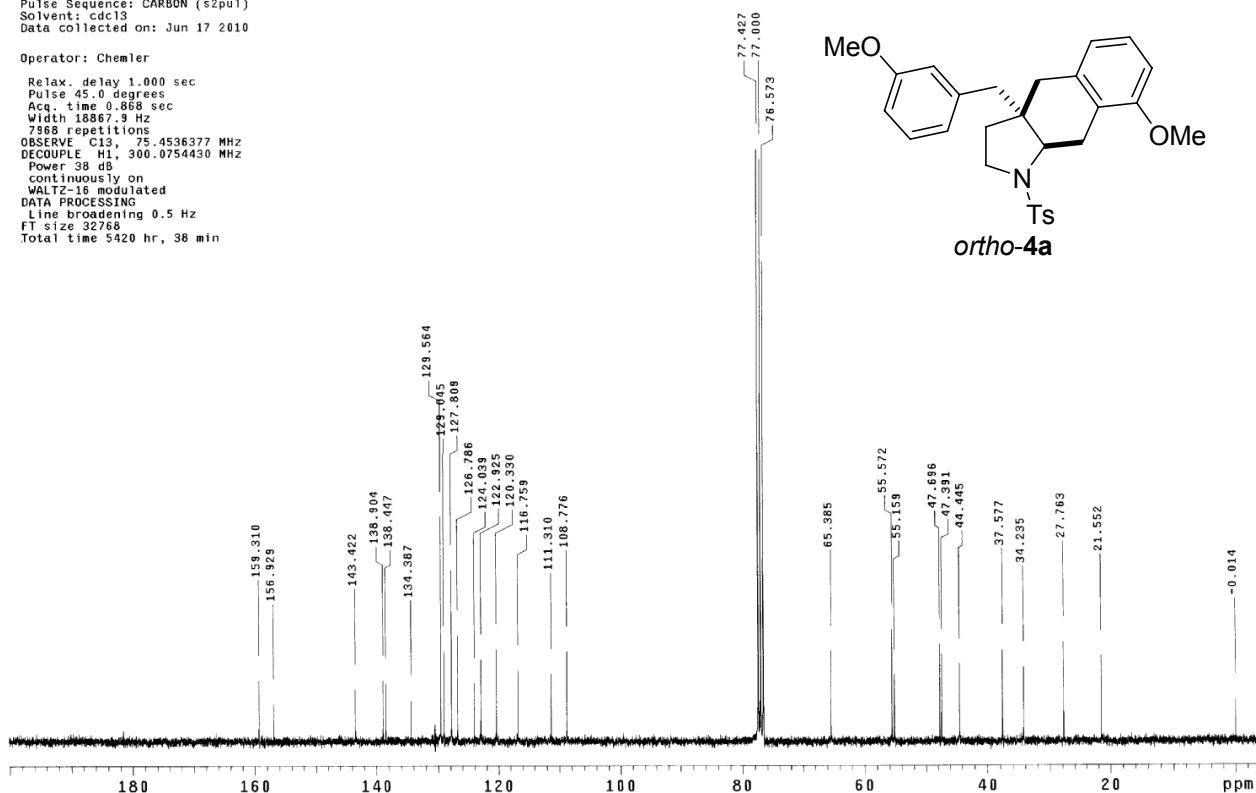 Pulse Sequence: CARBON (s2pul)
Solvent: cdcl3
Data collected on: Jun 17 2010
Operator: Chemler
Relax. delay 1.000 sec
Pulse 45.0 degrees
Acq. time 0.868 sec
Width 18867.9 Hz
7968 repetitions
OBSERVE C13, 75.4536377 MHz
DECOUPLE H1, 300.0754430 MHz
Power 38 dB
continuously on
WALTZ-16 modulated
DATA PROCESSING
Line broadening 0.5 Hz
FT size 32768
Total time 5420 hr, 38 min
MeO
OMe
N
Ts
ortho-4a
159.310
156.929
143.422
138.904
138.447
134.387
129.564
129.045
127.809
126.786
124.039
122.925
120.330
116.759
111.310
108.776
77.427
77.000
76.573
65.385
55.572
55.159
47.696
47.391
44.445
37.577
34.235
27.763
21.552
-0.014
180 160 140 120 100 80 60 40 20 ppm